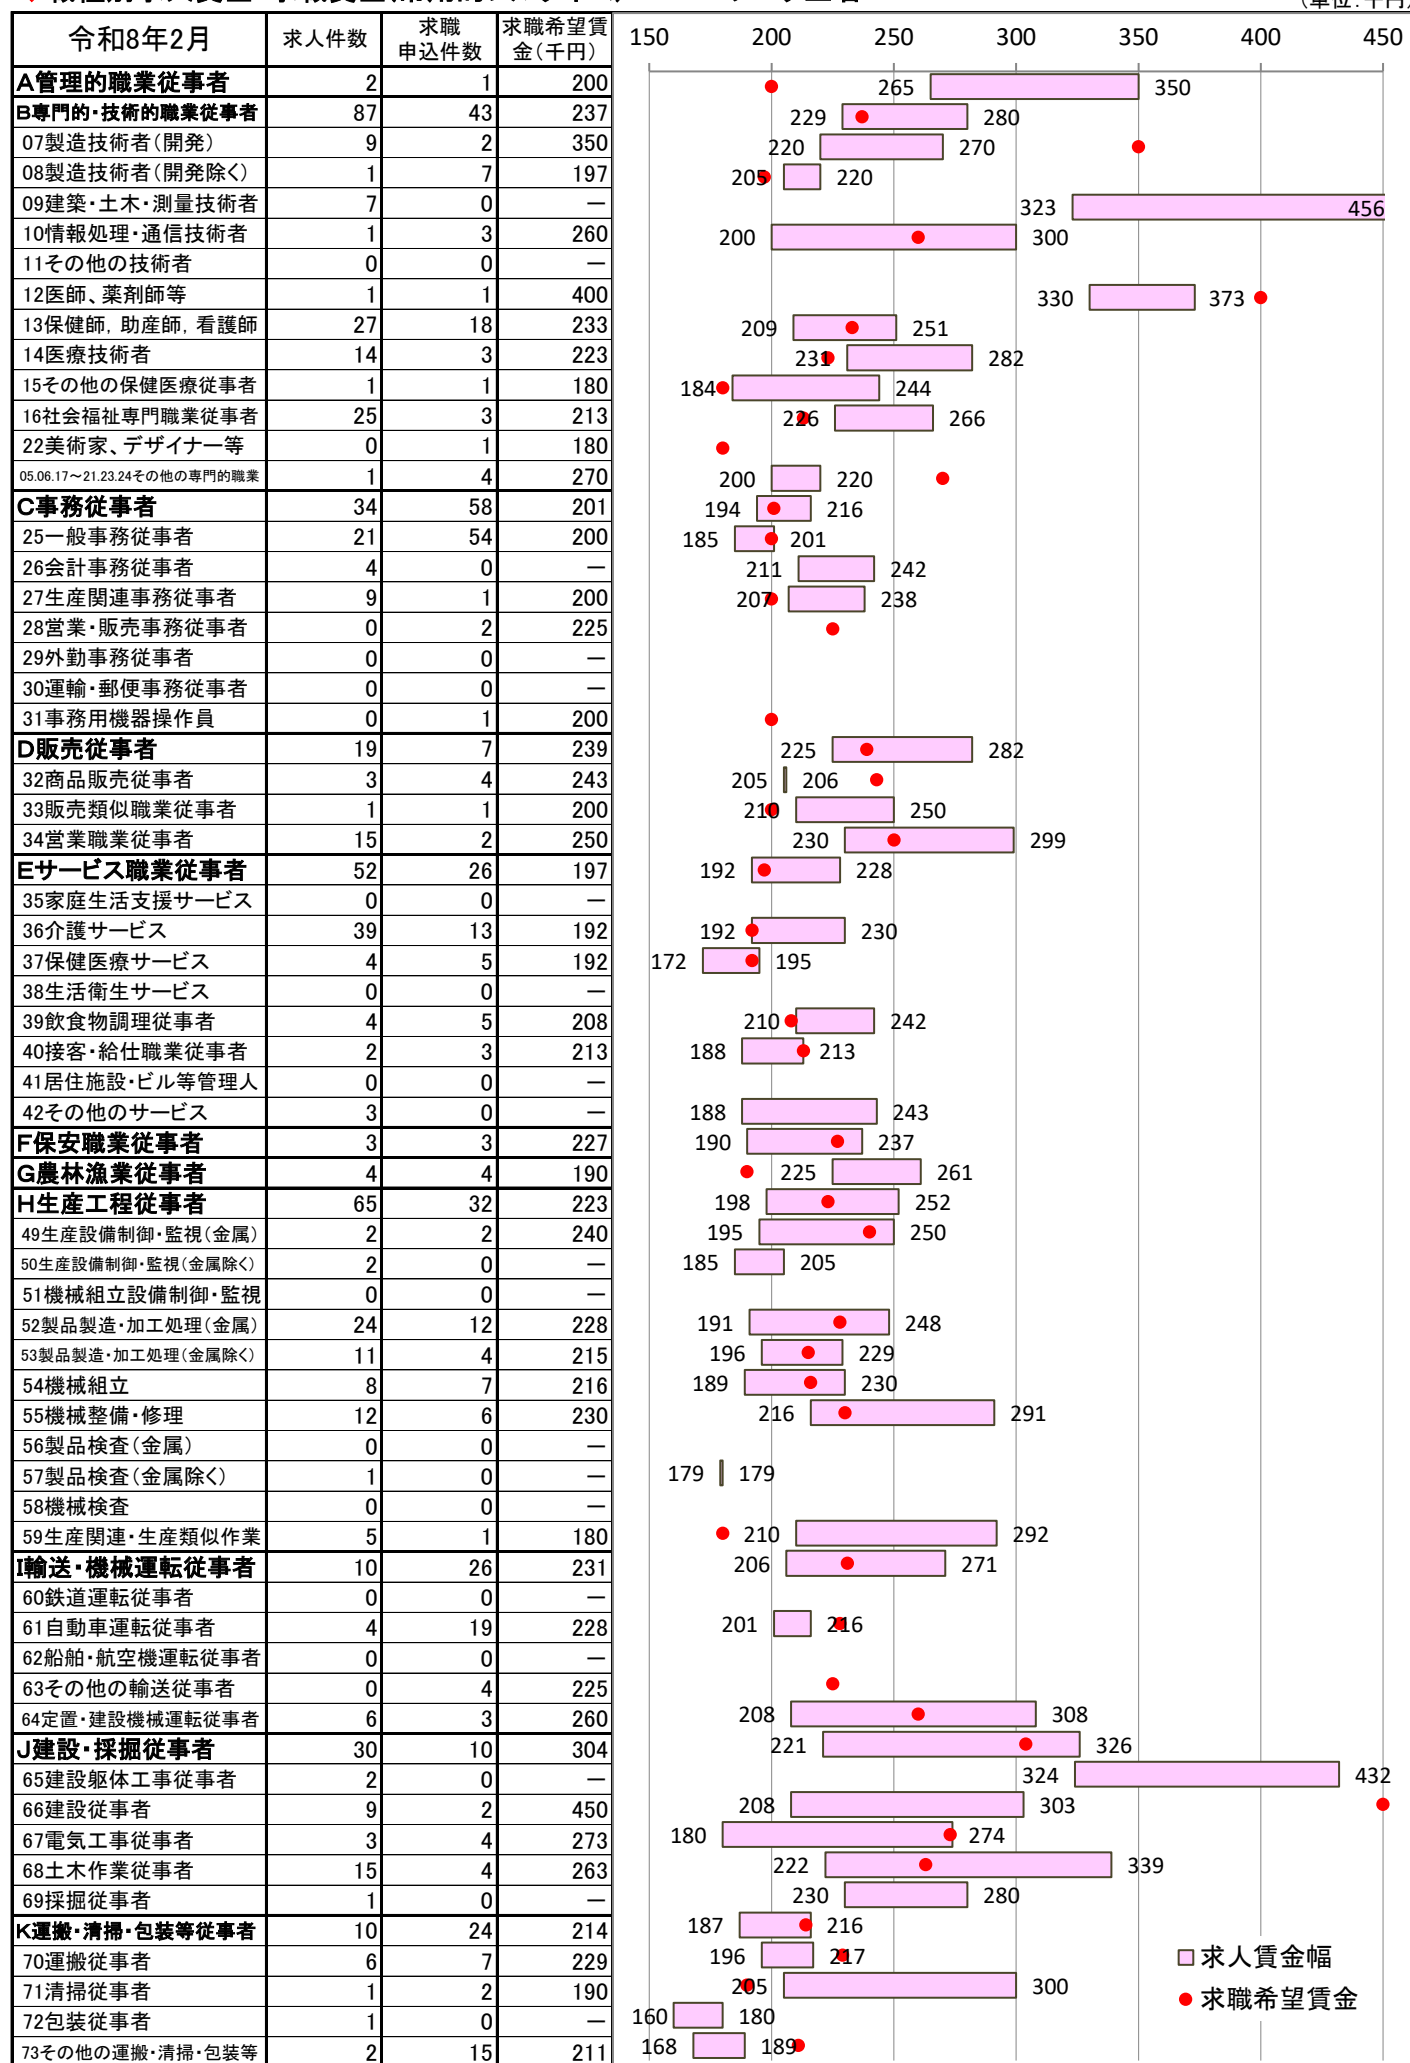 令和8年2月 求人件数 求職申込件数 求職希望賃金(千円) 150 200 250 300 350 400 450
A管理的職業従事者 2 1 200 265 350
B専門的・技術的職業従事者 87 43 237 229 280
07製造技術者(開発) 9 2 350 220 270
08製造技術者(開発除く) 1 7 197 205 220
09建築・土木・測量技術者 7 0 － 323 456
10情報処理・通信技術者 1 3 260 200 300
11その他の技術者 0 0 －
12医師、薬剤師等 1 1 400 330 373
13保健師, 助産師, 看護師 27 18 233 209 251
14医療技術者 14 3 223 231 282
15その他の保健医療従事者 1 1 180 184 244
16社会福祉専門職業従事者 25 3 213 226 266
22美術家、デザイナー等 0 1 180
05.06.17～21.23.24その他の専門的職業 1 4 270 200 220
C事務従事者 34 58 201 194 216
25一般事務従事者 21 54 200 185 201
26会計事務従事者 4 0 － 211 242
27生産関連事務従事者 9 1 200 207 238
28営業・販売事務従事者 0 2 225
29外勤事務従事者 0 0 －
30運輸・郵便事務従事者 0 0 －
31事務用機器操作員 0 1 200
D販売従事者 19 7 239 225 282
32商品販売従事者 3 4 243 205 206
33販売類似職業従事者 1 1 200 210 250
34営業職業従事者 15 2 250 230 299
Eサービス職業従事者 52 26 197 192 228
35家庭生活支援サービス 0 0 －
36介護サービス 39 13 192 192 230
37保健医療サービス 4 5 192 172 195
38生活衛生サービス 0 0 －
39飲食物調理従事者 4 5 208 210 242
40接客・給仕職業従事者 2 3 213 188 213
41居住施設・ビル等管理人 0 0 －
42その他のサービス 3 0 － 188 243
F保安職業従事者 3 3 227 190 237
G農林漁業従事者 4 4 190 225 261
H生産工程従事者 65 32 223 198 252
49生産設備制御・監視(金属) 2 2 240 195 250
50生産設備制御・監視(金属除く) 2 0 － 185 205
51機械組立設備制御・監視 0 0 －
52製品製造・加工処理(金属) 24 12 228 191 248
53製品製造・加工処理(金属除く) 11 4 215 196 229
54機械組立 8 7 216 189 230
55機械整備・修理 12 6 230 216 291
56製品検査(金属) 0 0 －
57製品検査(金属除く) 1 0 － 179 179
58機械検査 0 0 －
59生産関連・生産類似作業 5 1 180 210 292
I輸送・機械運転従事者 10 26 231 206 271
60鉄道運転従事者 0 0 －
61自動車運転従事者 4 19 228 201 216
62船舶・航空機運転従事者 0 0 －
63その他の輸送従事者 0 4 225
64定置・建設機械運転従事者 6 3 260 208 308
J建設・採掘従事者 30 10 304 221 326
65建設躯体工事従事者 2 0 － 324 432
66建設従事者 9 2 450 208 303
67電気工事従事者 3 4 273 180 274
68土木作業従事者 15 4 263 222 339
69採掘従事者 1 0 － 230 280
K運搬・清掃・包装等従事者 10 24 214 187 216
70運搬従事者 6 7 229 196 217
71清掃従事者 1 2 190 205 300
72包装従事者 1 0 － 160 180
73その他の運搬・清掃・包装等 2 15 211 168 189
求人賃金幅
求職希望賃金